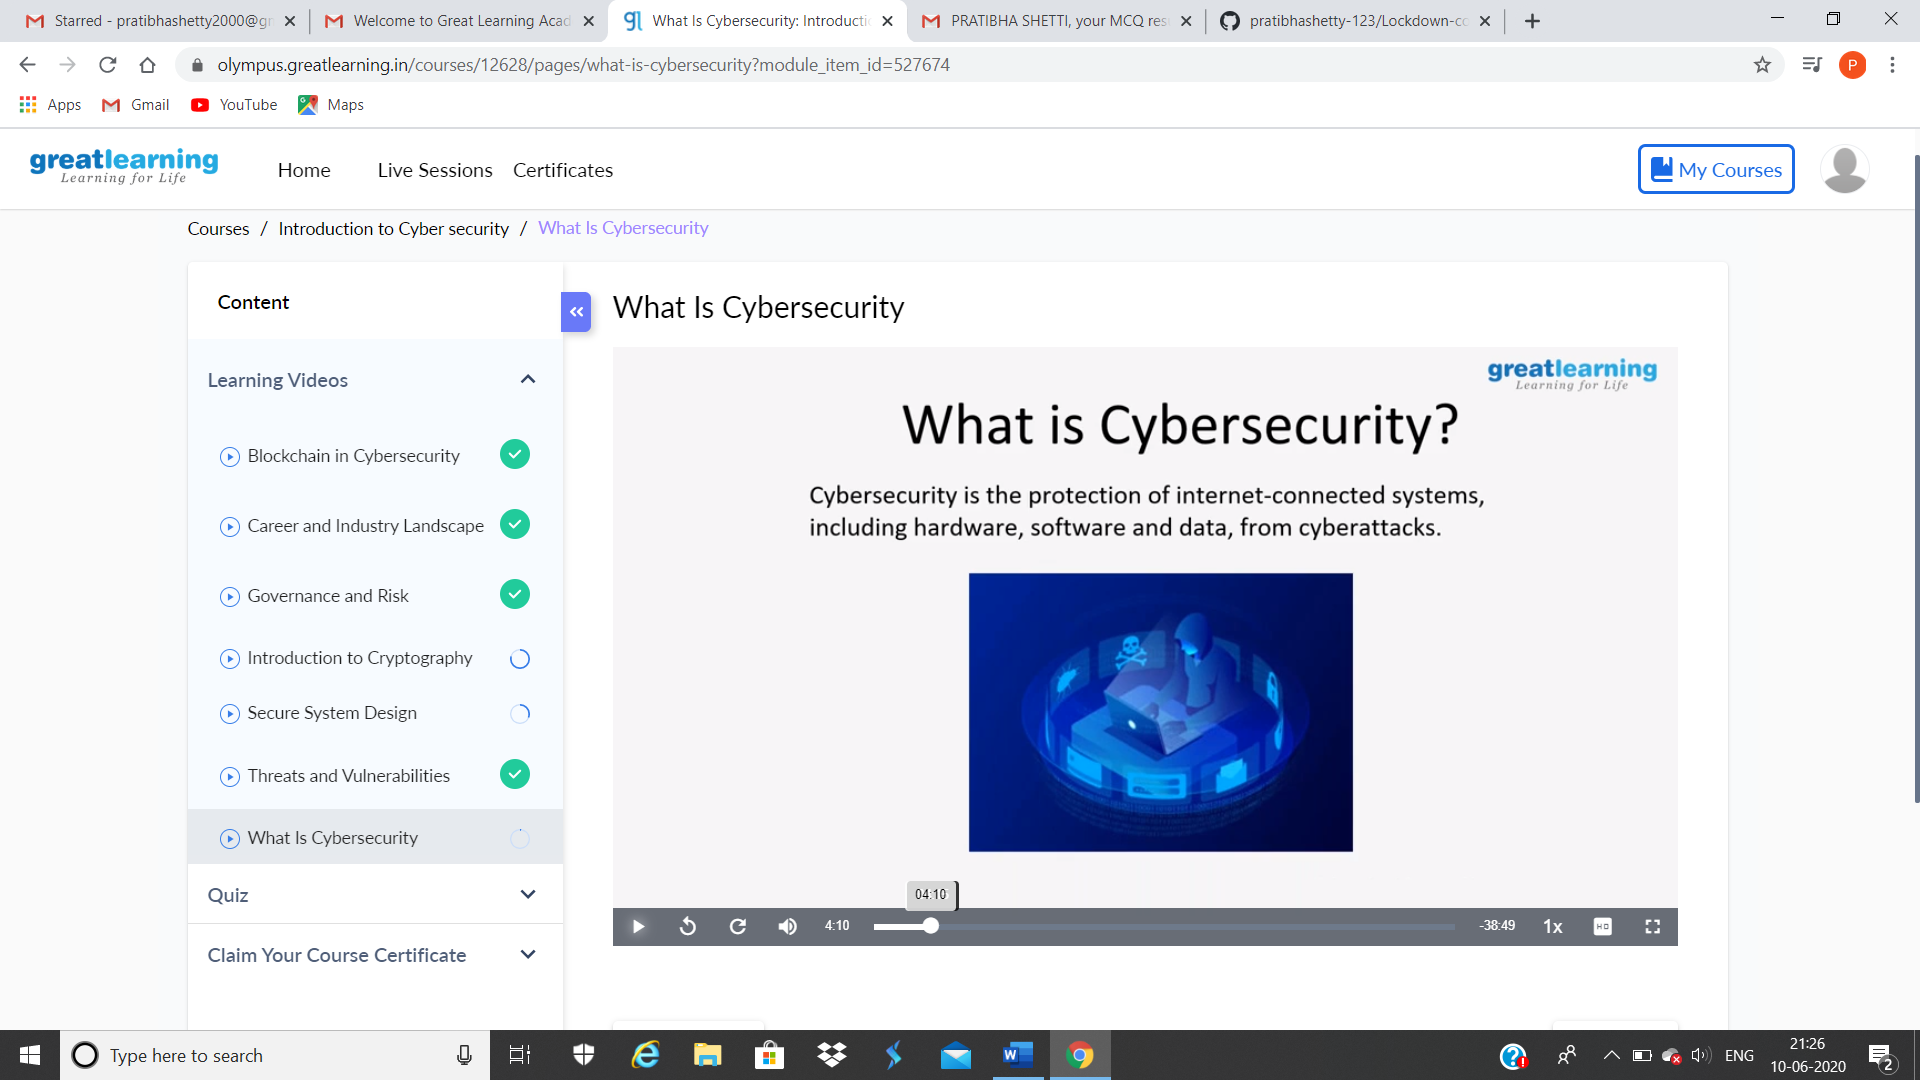 Starred - pratibhashetty2000@gm
Welcome to Great Learning Acad
What Is Cybersecurity: Introductio
PRATIBHA SHETTI, your MCQ res
pratibhashetty-123/Lockdown-co
olympus.greatlearning.in/courses/12628/pages/what-is-cybersecurity?module_item_id=527674
P
Apps Gmail YouTube Maps
greatlearning
Learning for Life
Home Live Sessions Certificates
My Courses
Courses / Introduction to Cyber security / What Is Cybersecurity
Content
Learning Videos
Blockchain in Cybersecurity
Career and Industry Landscape
Governance and Risk
Introduction to Cryptography
Secure System Design
Threats and Vulnerabilities
What Is Cybersecurity
Quiz
Claim Your Course Certificate
What Is Cybersecurity
greatlearning
Learning for Life
What is Cybersecurity?
Cybersecurity is the protection of internet-connected systems,
including hardware, software and data, from cyberattacks.
04:10
4:10 -38:49 1x HD
Type here to search
ENG
21:26
10-06-2020
2